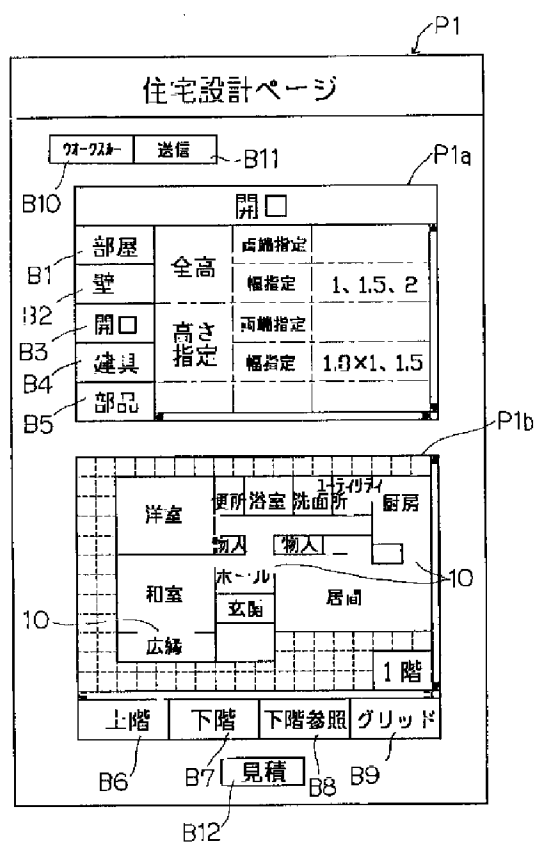 P1
住宅設計ページ
ウオークスルー 送信
B10 B11 P1a
開口
部屋 全高 両端指定
B1
壁 幅指定 1、1.5、2
B2
開口 高さ指定 両端指定
B3
建具 幅指定 1.8×1、1.5
B4
部品
B5
P1b
洋室 便所 浴室 洗面所 ユーティリティ 厨房
物入 物入
和室 ホール 10
玄関 居間
10 広縁
1階
上階 下階 下階参照 グリッド
B6 B7 B8 B9
見積
B12